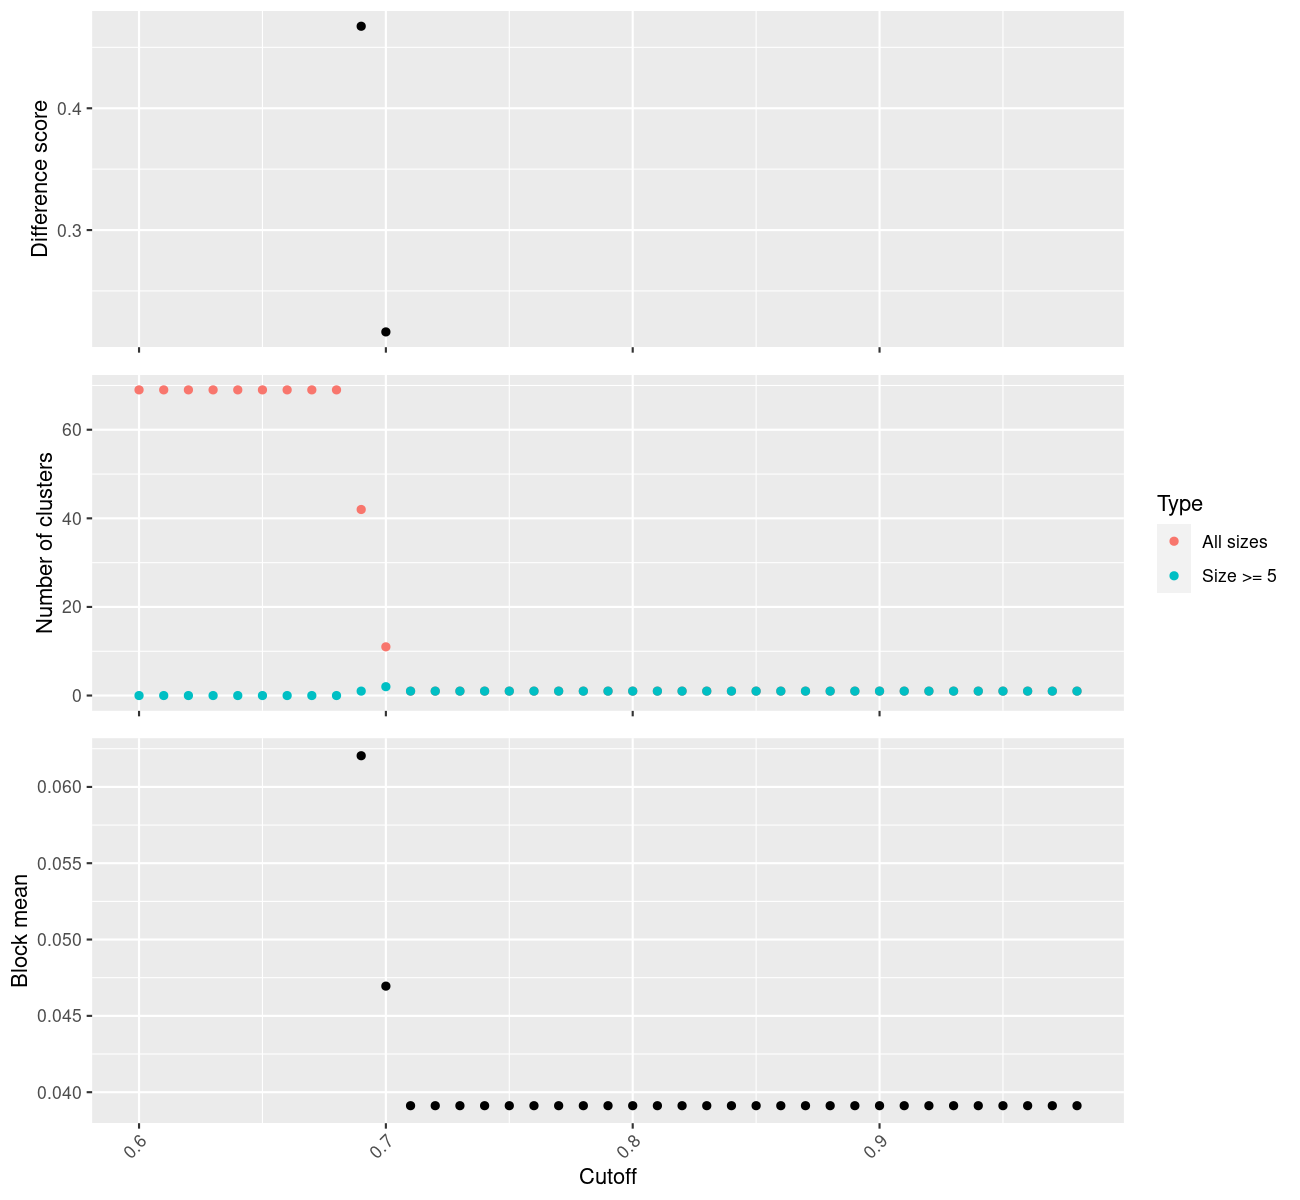 Difference score
0.4
0.3
Number of clusters
60
40
20
0
Type
All sizes
Size >= 5
Block mean
0.060
0.055
0.050
0.045
0.040
0.6
0.7
0.8
0.9
Cutoff